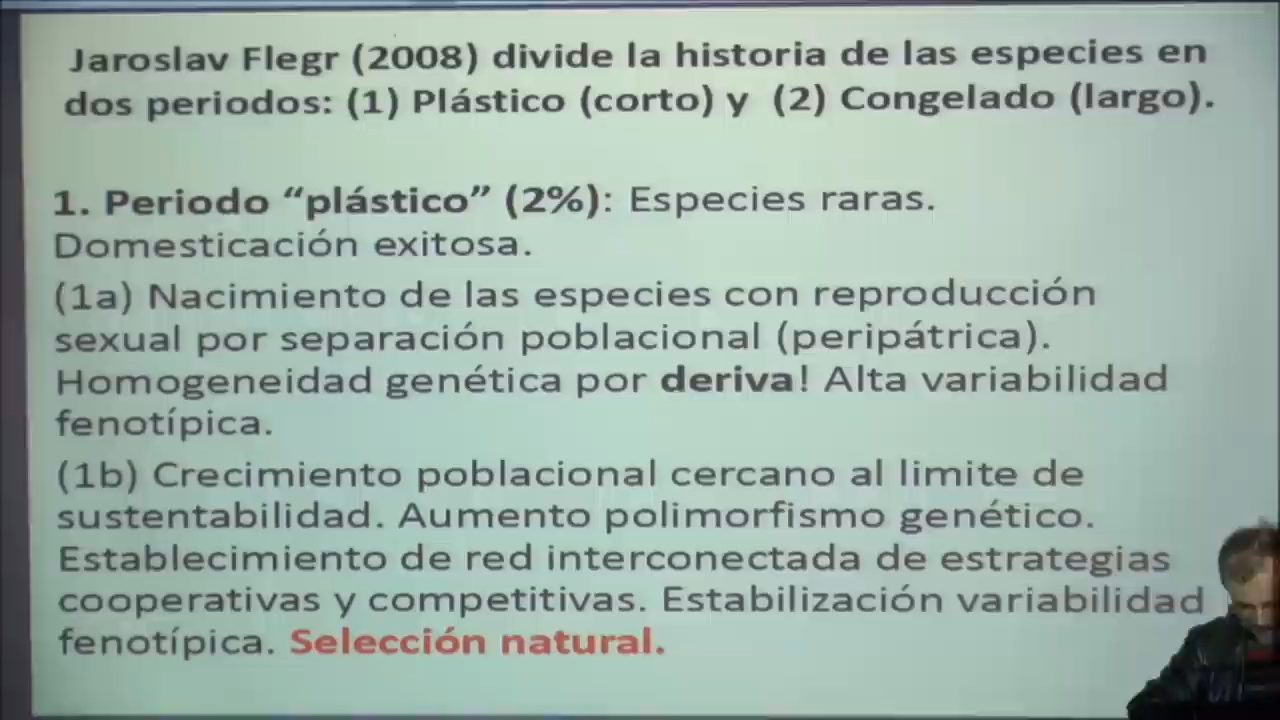 Jaroslav Flegr (2008) divide la historia de las especies en
dos periodos: (1) Plástico (corto) y (2) Congelado (largo).
1. Periodo “plástico” (2%): Especies raras.
Domesticación exitosa.
(1a) Nacimiento de las especies con reproducción
sexual por separación poblacional (peripátrica).
Homogeneidad genética por deriva! Alta variabilidad
fenotípica.
(1b) Crecimiento poblacional cercano al limite de
sustentabilidad. Aumento polimorfismo genético.
Establecimiento de red interconectada de estrategias
cooperativas y competitivas. Estabilización variabilidad
fenotípica. Selección natural.